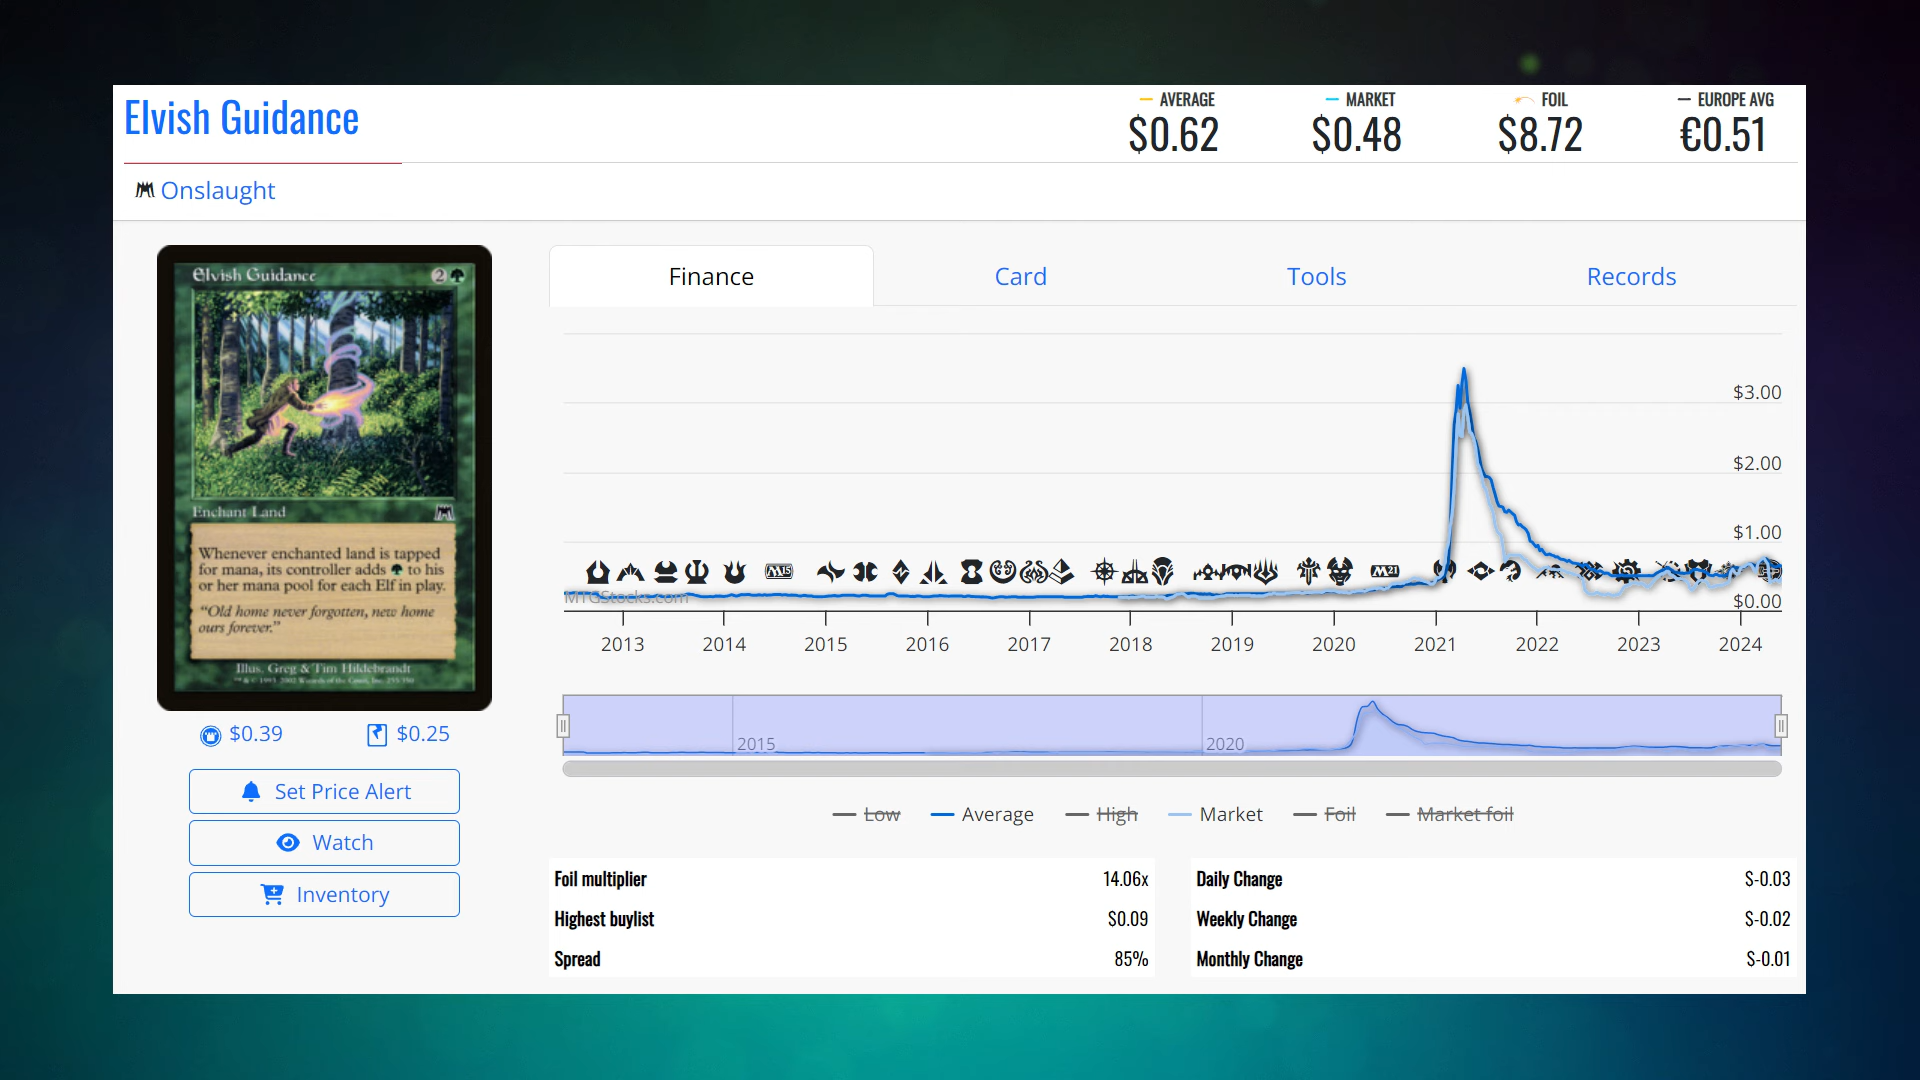 Elvish Guidance
AVERAGE
$0.62
MARKET
$0.48
FOIL
$8.72
EUROPE AVG
€0.51
Onslaught
Elvish Guidance 2
Enchant Land
Whenever enchanted land is tapped
for mana, its controller adds to his
or her mana pool for each Elf in play.
"Old home never forgotten, new home
ours forever."
Illus. Greg & Tim Hildebrandt
$0.39 $0.25
Set Price Alert
Watch
Inventory
Finance Card Tools Records
$3.00
$2.00
$1.00
$0.00
M15
M21
MTGStocks.com
2013 2014 2015 2016 2017 2018 2019 2020 2021 2022 2023 2024
2015 2020
Low Average High Market Foil Market foil
Foil multiplier 14.06x
Highest buylist $0.09
Spread 85%
Daily Change $-0.03
Weekly Change $-0.02
Monthly Change $-0.01